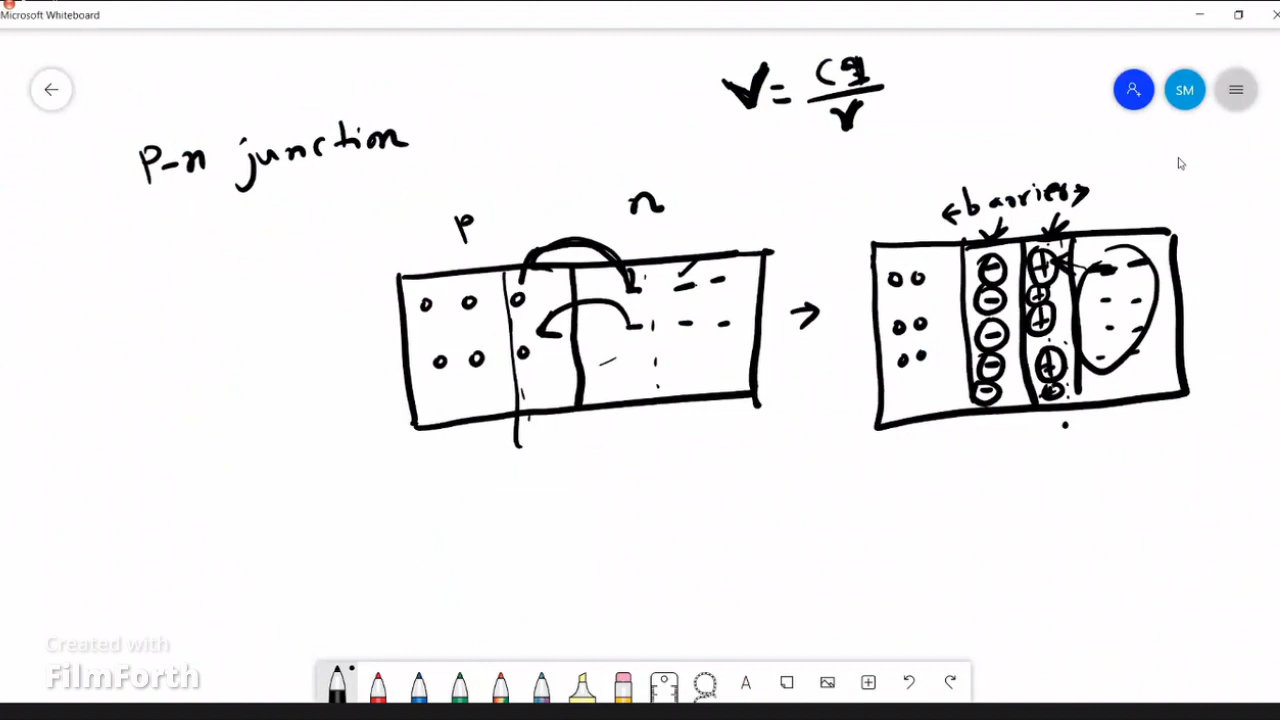 Microsoft Whiteboard
V = Cq
r
SM
P-n junction
p
n
barrier
Created with
FilmForth
A